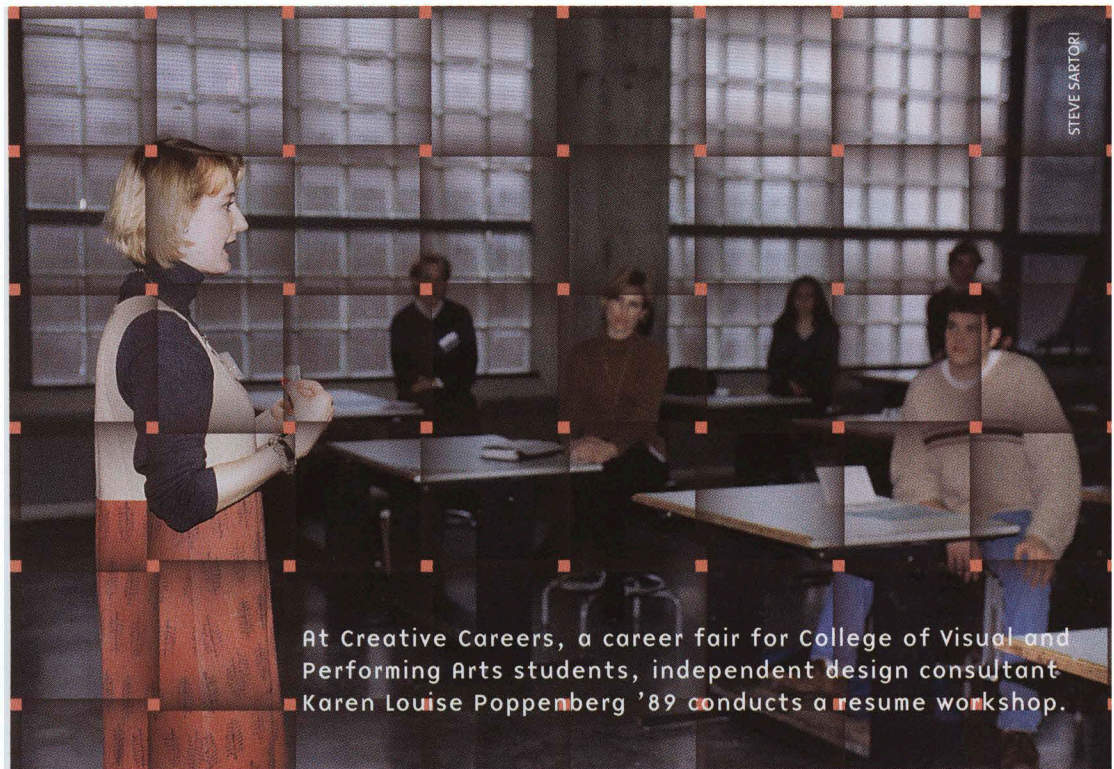 STEVE SARTORI
At Creative Careers, a career fair for College of Visual and
Performing Arts students, independent design consultant
Karen Louise Poppenberg ’89 conducts a resume workshop.